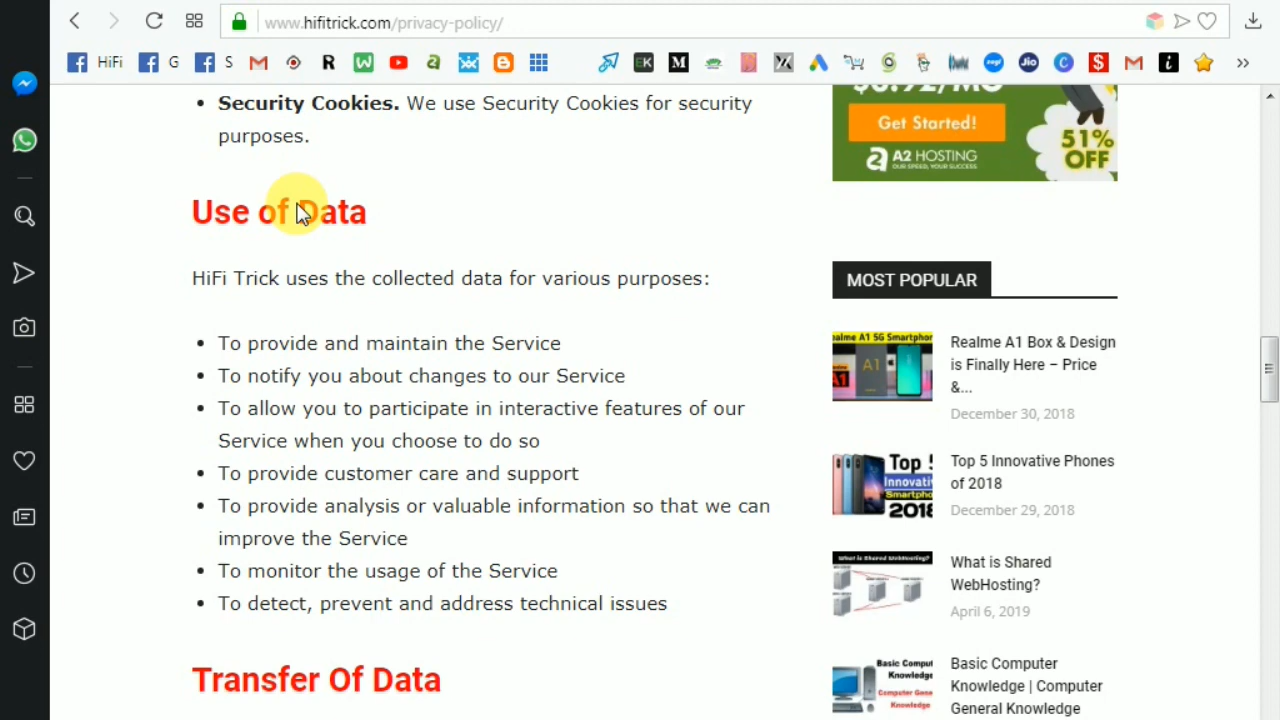 www.hifitrick.com/privacy-policy/
HiFi
G
S
Security Cookies. We use Security Cookies for security
purposes.
Get Started!
A2 HOSTING
OUR SPEED, YOUR SUCCESS.
51%
OFF
Use of Data
HiFi Trick uses the collected data for various purposes:
To provide and maintain the Service
To notify you about changes to our Service
To allow you to participate in interactive features of our
Service when you choose to do so
To provide customer care and support
To provide analysis or valuable information so that we can
improve the Service
To monitor the usage of the Service
To detect, prevent and address technical issues
Transfer Of Data
MOST POPULAR
Realme A1 Box & Design
is Finally Here – Price
&...
December 30, 2018
Top 5 Innovative Phones
of 2018
December 29, 2018
What is Shared
WebHosting?
April 6, 2019
Basic Computer
Knowledge | Computer
General Knowledge